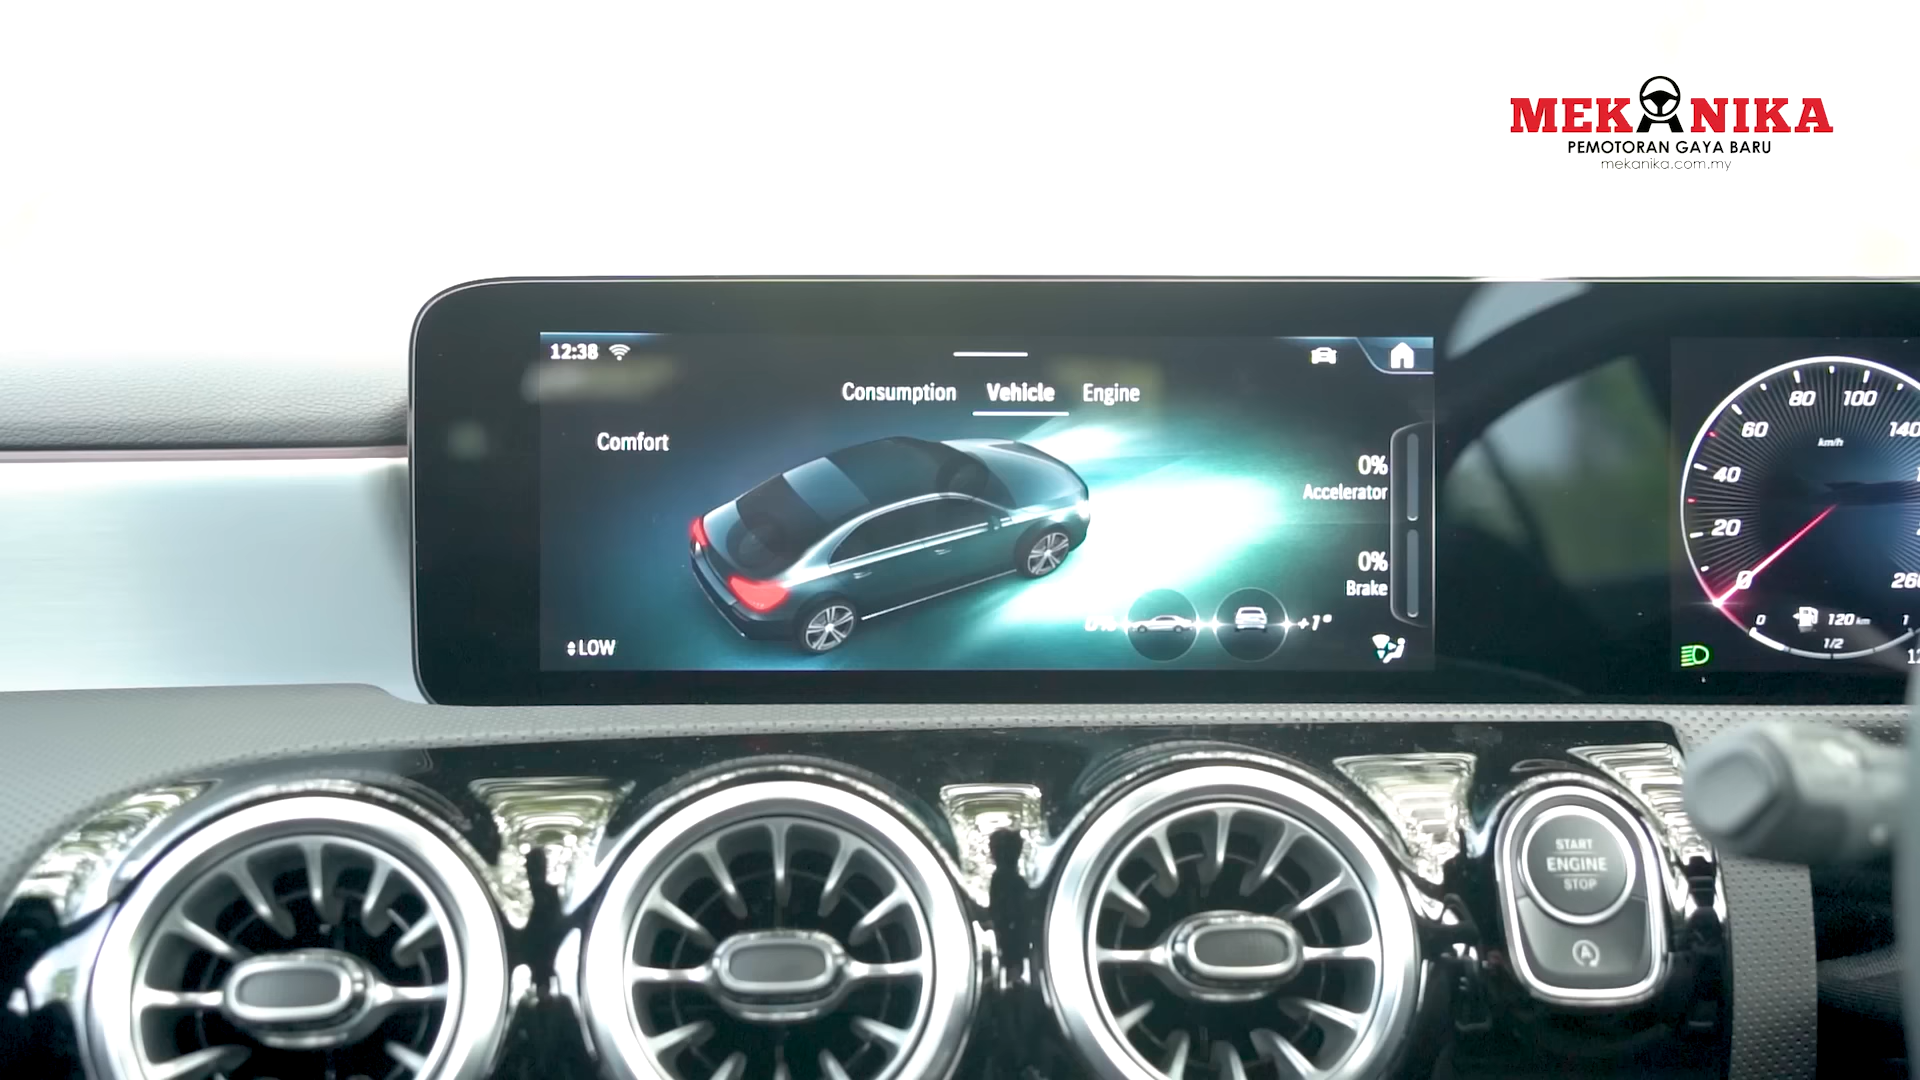 MEKANIKA
PEMOTORAN GAYA BARU
mekanika.com.my
12:38
Consumption Vehicle Engine
Comfort
0%
Accelerator
0%
Brake
+1°
LOW
80 100
60 140
40
20
0
km/h
0 120 km 1
1/2
START
ENGINE
STOP
A